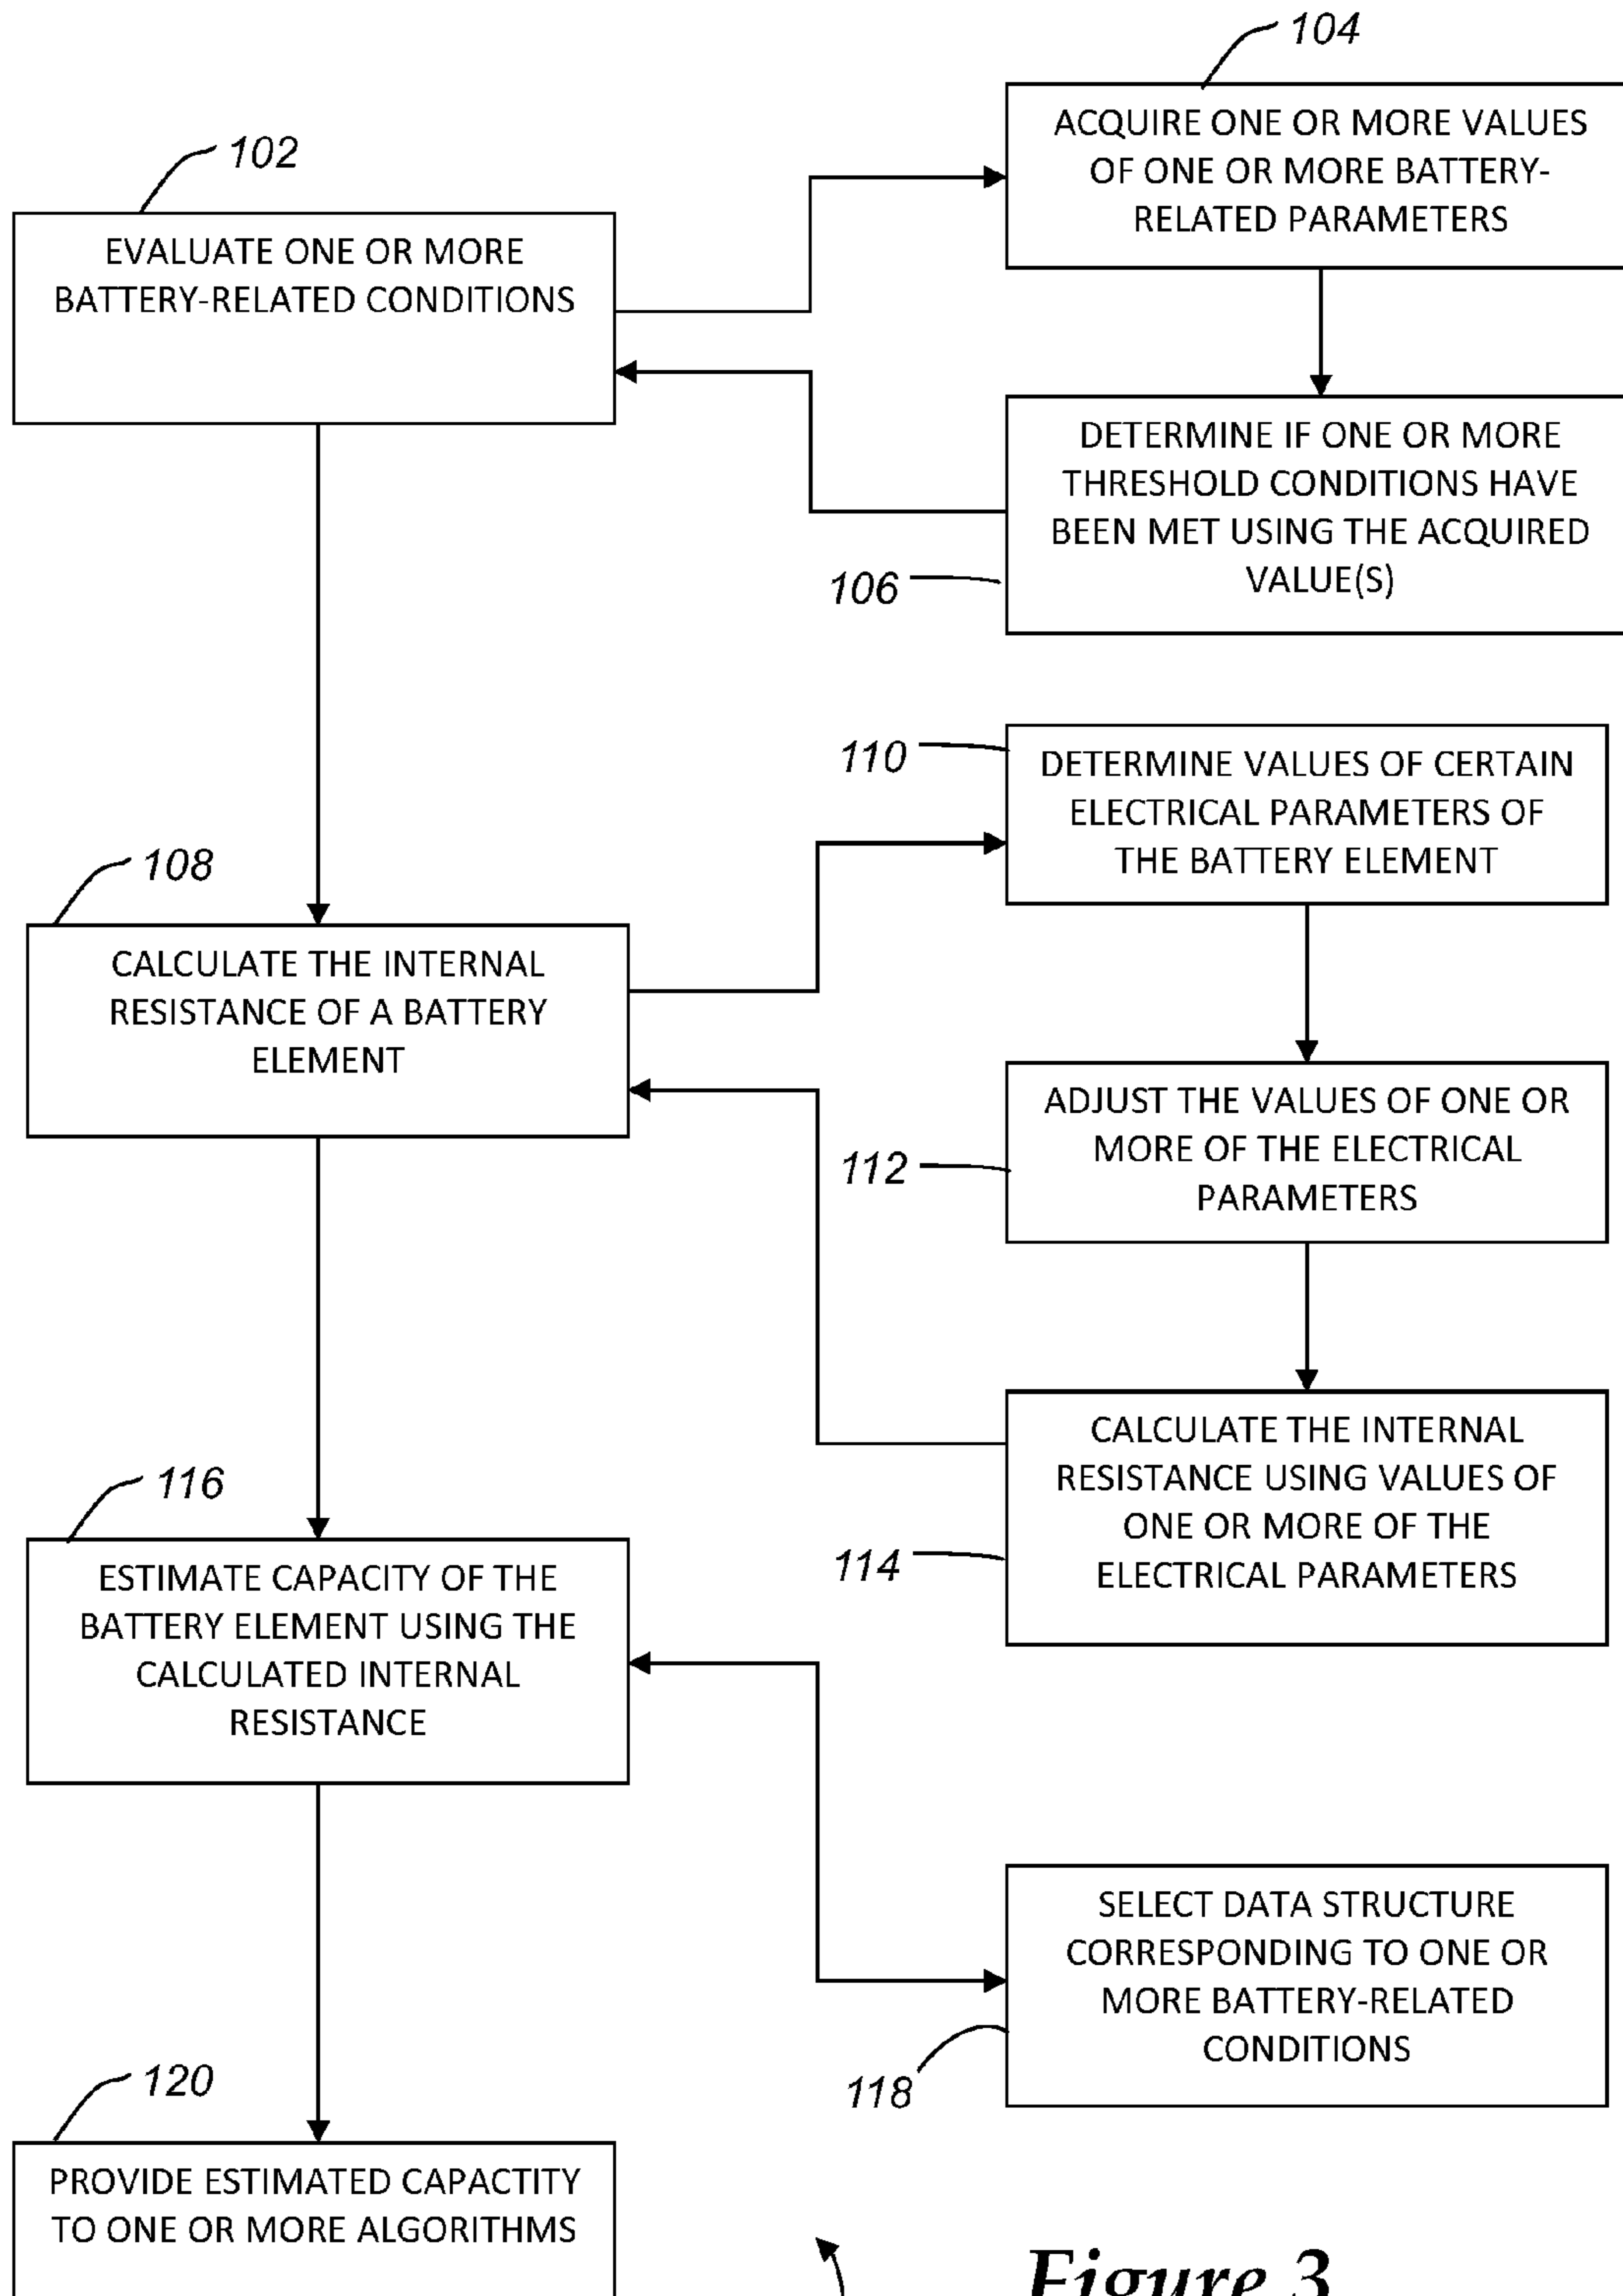 104
ACQUIRE ONE OR MORE VALUES
OF ONE OR MORE BATTERY-
RELATED PARAMETERS
102
EVALUATE ONE OR MORE
BATTERY-RELATED CONDITIONS
DETERMINE IF ONE OR MORE
THRESHOLD CONDITIONS HAVE
BEEN MET USING THE ACQUIRED
VALUE(S)
106
110
DETERMINE VALUES OF CERTAIN
ELECTRICAL PARAMETERS OF
THE BATTERY ELEMENT
108
CALCULATE THE INTERNAL
RESISTANCE OF A BATTERY
ELEMENT
ADJUST THE VALUES OF ONE OR
MORE OF THE ELECTRICAL
PARAMETERS
112
CALCULATE THE INTERNAL
RESISTANCE USING VALUES OF
ONE OR MORE OF THE
ELECTRICAL PARAMETERS
114
116
ESTIMATE CAPACITY OF THE
BATTERY ELEMENT USING THE
CALCULATED INTERNAL
RESISTANCE
SELECT DATA STRUCTURE
CORRESPONDING TO ONE OR
MORE BATTERY-RELATED
CONDITIONS
118
120
PROVIDE ESTIMATED CAPACTITY
TO ONE OR MORE ALGORITHMS
Figure 3